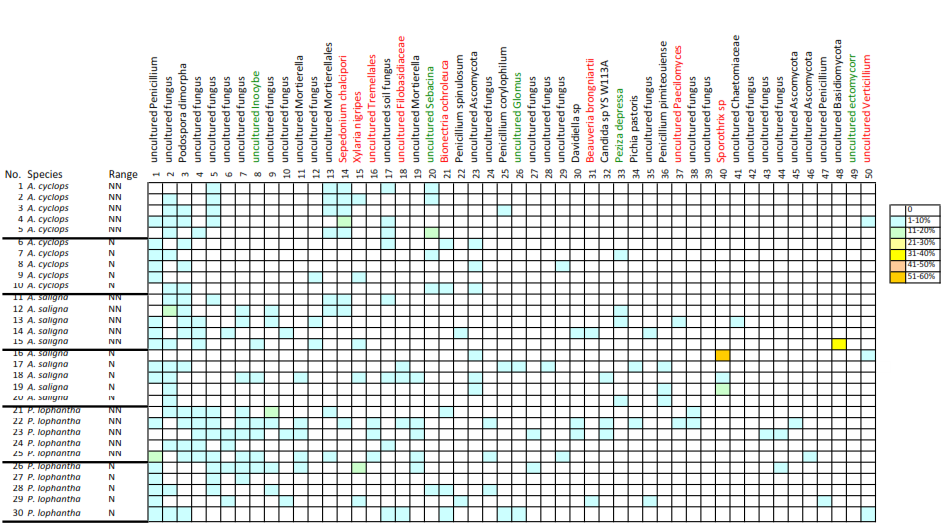 uncultured Penicillium
uncultured fungus
Podospora dimorpha
uncultured fungus
uncultured fungus
uncultured fungus
uncultured fungus
uncultured Inocybe
uncultured fungus
uncultured fungus
uncultured Mortierella
uncultured fungus
uncultured Mortierellales
Sepedonium chalcipori
Xylaria nigripes
uncultured Tremellales
uncultured soil fungus
uncultured Filobasidiaceae
uncultured Mortierella
uncultured Sebacina
Bionectria ochroleuca
Penicillium spinulosum
uncultured Ascomycota
uncultured fungus
Penicillium corylophilum
uncultured Glomus
uncultured fungus
uncultured fungus
uncultured fungus
Davidiella sp
Beauveria brongniartii
Candida sp YS W113A
Peziza depressa
Pichia pastoris
uncultured fungus
Penicillium pimiteouiense
uncultured Paecilomyces
uncultured fungus
uncultured fungus
Sporothrix sp
uncultured Chaetomiaceae
uncultured fungus
uncultured fungus
uncultured fungus
uncultured Ascomycota
uncultured Ascomycota
uncultured Penicillium
uncultured Basidiomycota
uncultured ectomycorr
uncultured Verticillium
No. Species Range 1 2 3 4 5 6 7 8 9 10 11 12 13 14 15 16 17 18 19 20 21 22 23 24 25 26 27 28 29 30 31 32 33 34 35 36 37 38 39 40 41 42 43 44 45 46 47 48 49 50
1 A. cyclops NN
2 A. cyclops NN
3 A. cyclops NN
4 A. cyclops NN
5 A. cyclops NN
6 A. cyclops N
7 A. cyclops N
8 A. cyclops N
9 A. cyclops N
10 A. cyclops N
11 A. saligna NN
12 A. saligna NN
13 A. saligna NN
14 A. saligna NN
15 A. saligna NN
16 A. saligna N
17 A. saligna N
18 A. saligna N
19 A. saligna N
20 A. saligna N
21 P. lophantha NN
22 P. lophantha NN
23 P. lophantha NN
24 P. lophantha NN
25 P. lophantha NN
26 P. lophantha N
27 P. lophantha N
28 P. lophantha N
29 P. lophantha N
30 P. lophantha N
0
1-10%
11-20%
21-30%
31-40%
41-50%
51-60%